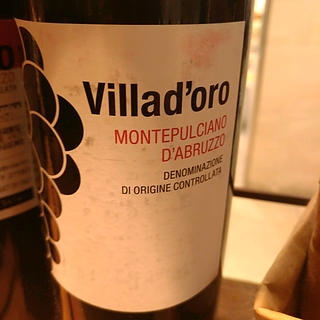 Villad'oro
MONTEPULCIANO
D'ABRUZZO
DENOMINAZIONE
DI ORIGINE CONTROLLATA